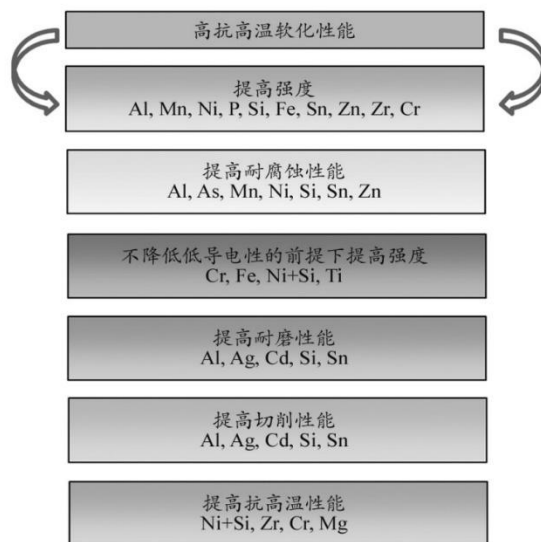 高抗高温软化性能
提高强度
Al, Mn, Ni, P, Si, Fe, Sn, Zn, Zr, Cr
提高耐腐蚀性能
Al, As, Mn, Ni, Si, Sn, Zn
不降低低导电性的前提下提高强度
Cr, Fe, Ni+Si, Ti
提高耐磨性能
Al, Ag, Cd, Si, Sn
提高切削性能
Al, Ag, Cd, Si, Sn
提高抗高温性能
Ni+Si, Zr, Cr, Mg